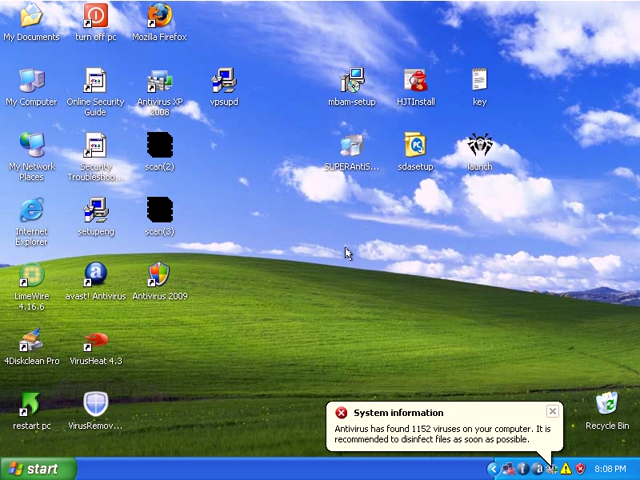 My Documents
turn off pc
Mozilla Firefox
My Computer
Online Security
Guide
Antivirus XP
2008
vpsupd
mbam-setup
HJTInstall
key
My Network
Places
Security
Troubleshoo...
scan(2)
SUPERAntiS...
sdasetup
launch
Internet
Explorer
setupeng
scan(3)
LimeWire
4.16.6
avast! Antivirus
Antivirus 2009
4Diskclean Pro
VirusHeat 4.3
restart pc
VirusRemov...
System information
Antivirus has found 1152 viruses on your computer. It is
recommended to disinfect files as soon as possible.
Recycle Bin
start
8:08 PM